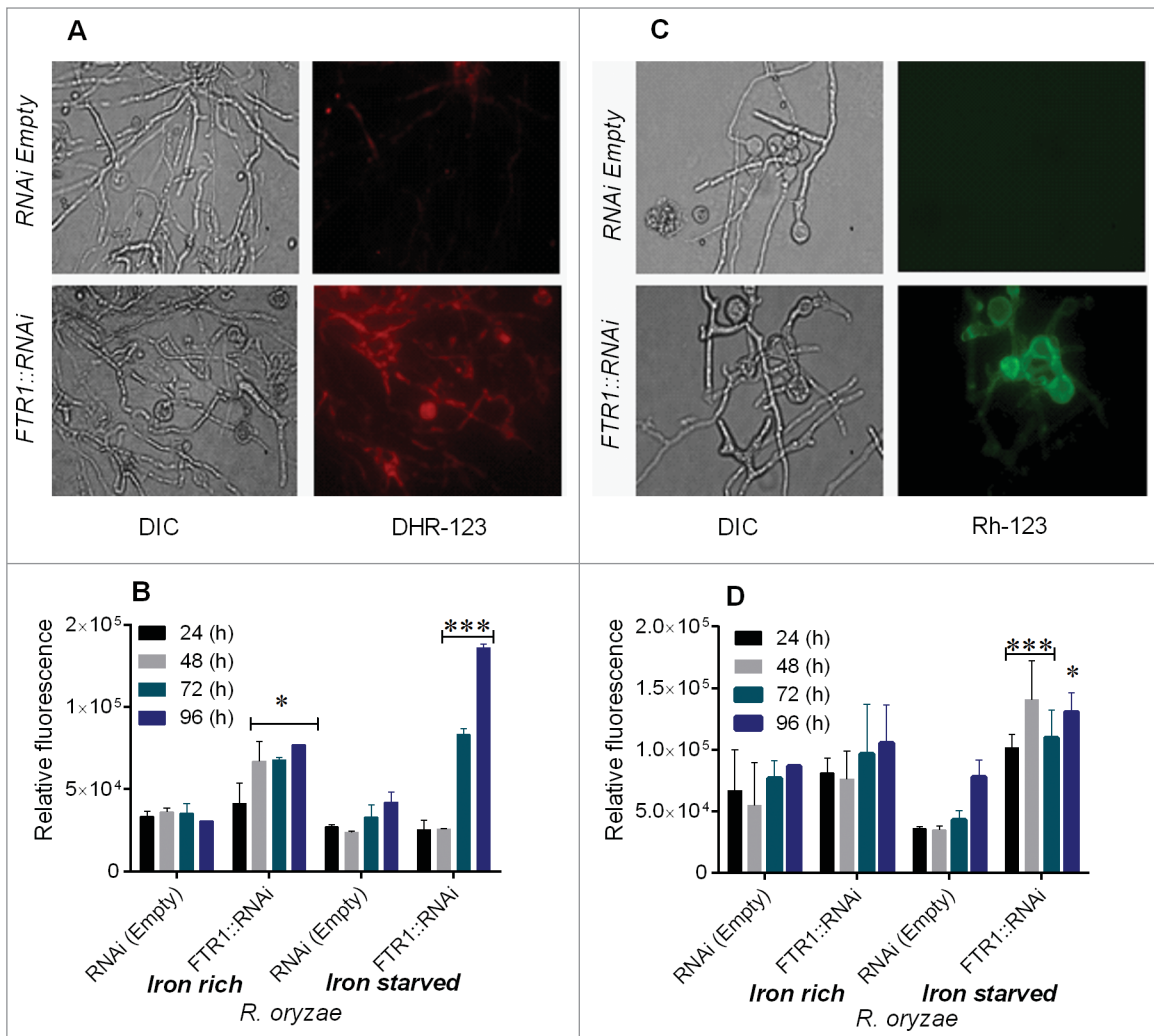 A
RNAi Empty
FTR1::RNAi
DIC
DHR-123
C
RNAi Empty
FTR1::RNAi
DIC
Rh-123
B
Relative fluorescence
2×10⁵
1×10⁵
5×10⁴
0
24 (h)
48 (h)
72 (h)
96 (h)
*
***
RNAi (Empty)
FTR1::RNAi
RNAi (Empty)
FTR1::RNAi
Iron rich
Iron starved
R. oryzae
D
Relative fluorescence
2.0×10⁵
1.5×10⁵
1.0×10⁵
5.0×10⁴
0
24 (h)
48 (h)
72 (h)
96 (h)
***
*
RNAi (Empty)
FTR1::RNAi
RNAi (Empty)
FTR1::RNAi
Iron rich
Iron starved
R. oryzae